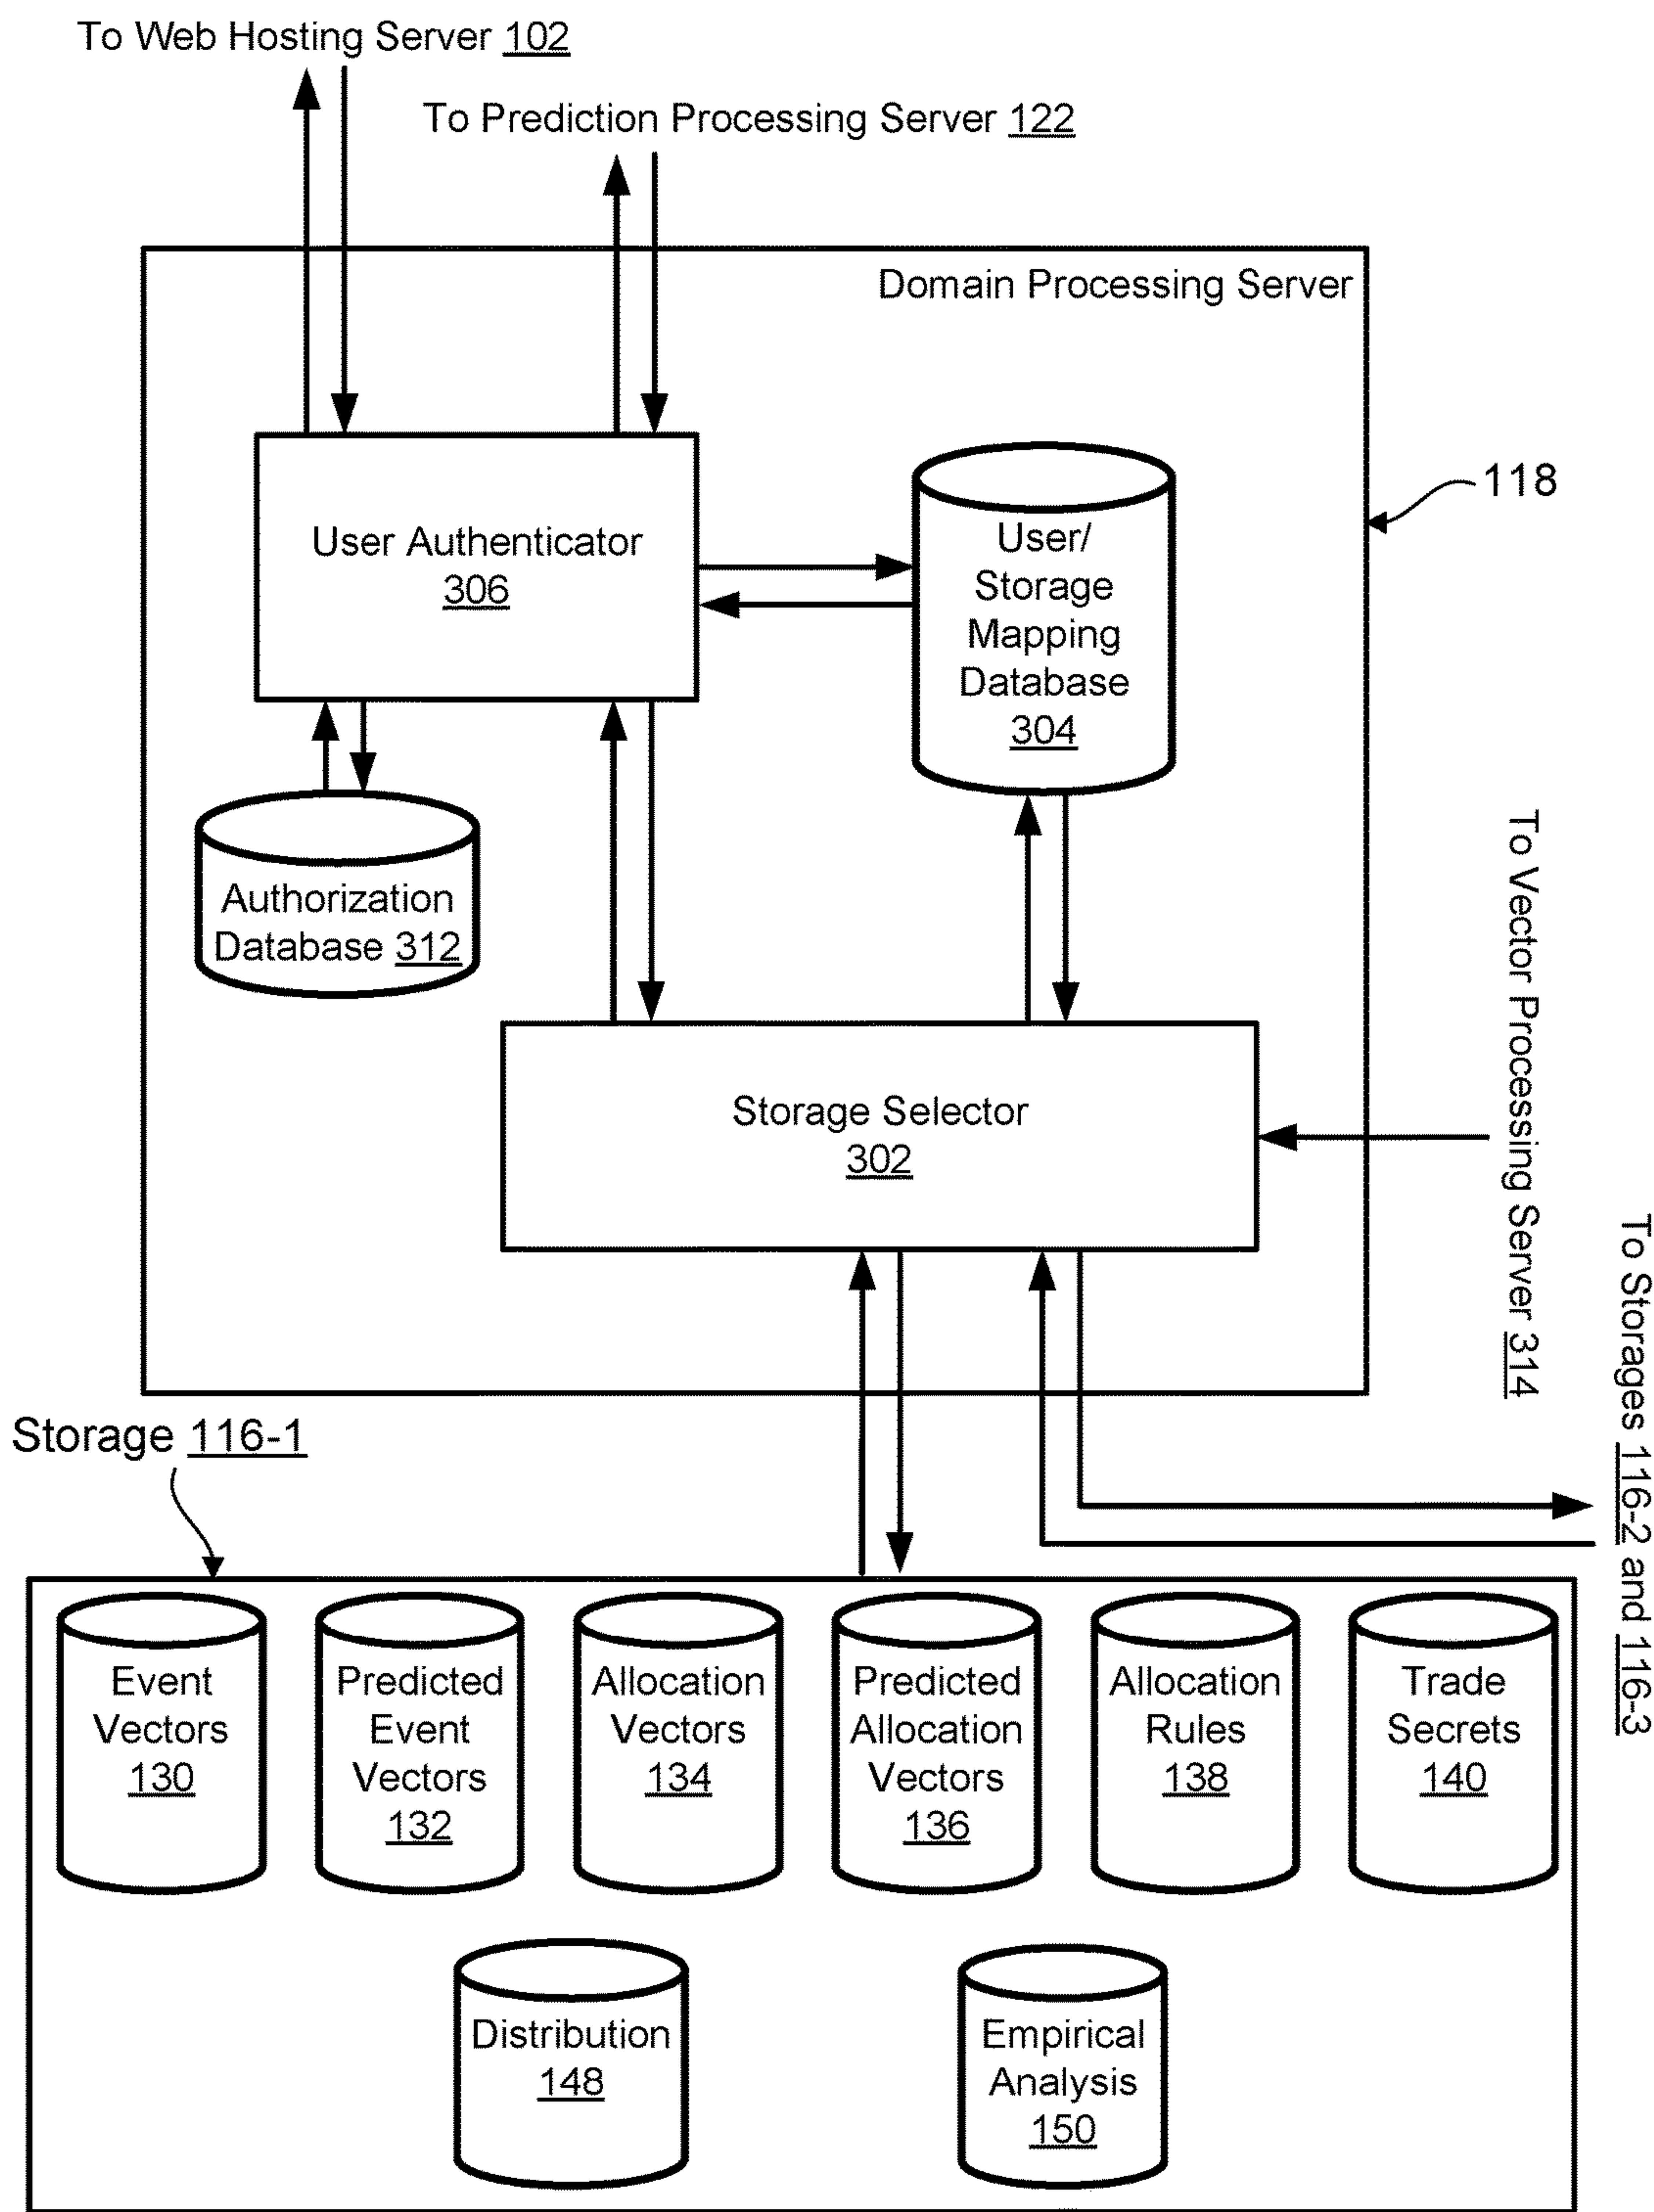 To Web Hosting Server 102
To Prediction Processing Server 122
Domain Processing Server
118
User Authenticator
306
User/
Storage
Mapping
Database
304
Authorization
Database 312
To Vector Processing Server 314
Storage Selector
302
To Storages 116-2 and 116-3
Storage 116-1
Event
Vectors
130
Predicted
Event
Vectors
132
Allocation
Vectors
134
Predicted
Allocation
Vectors
136
Allocation
Rules
138
Trade
Secrets
140
Distribution
148
Empirical
Analysis
150